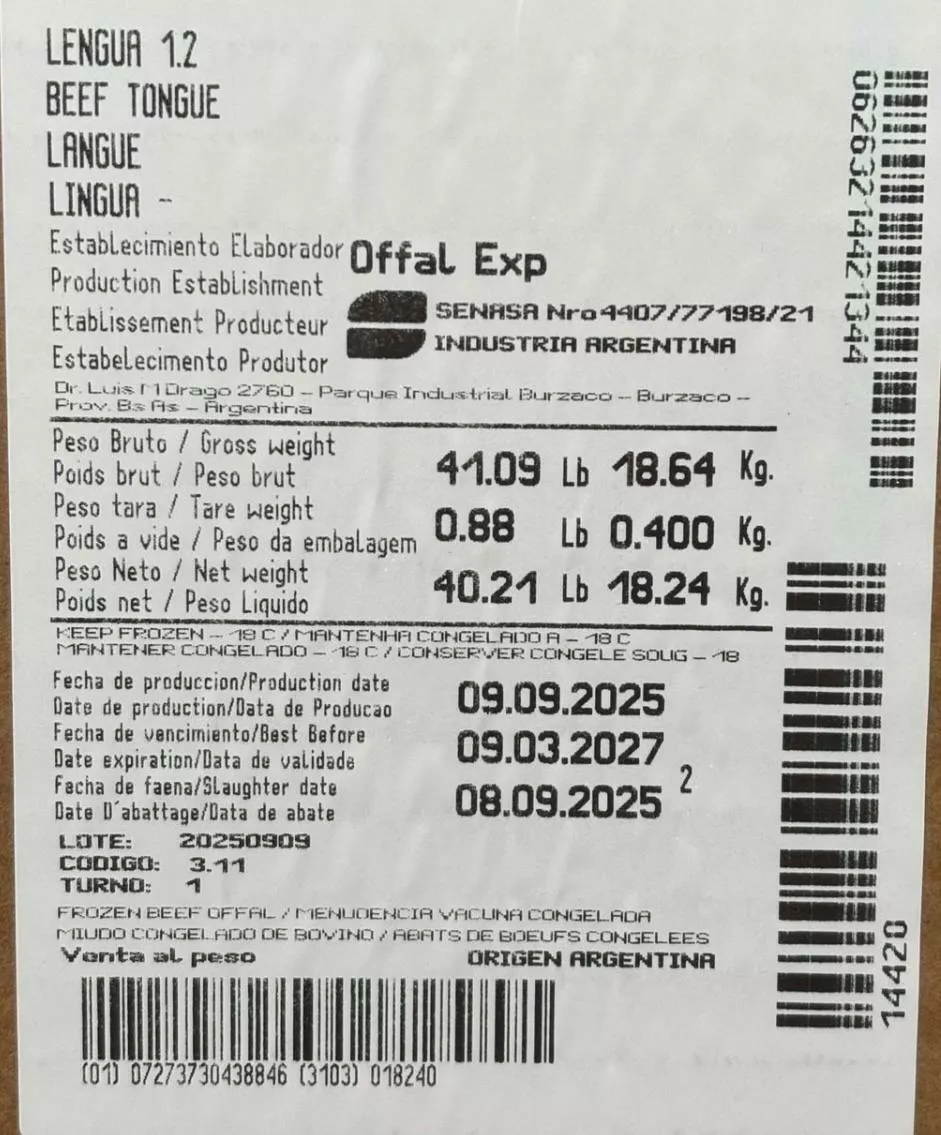 LENGUA 1.2
BEEF TONGUE
LANGUE
LINGUA -
Establecimiento Elaborador
Production Establishment
Etablissement Producteur
Estabelecimento Produtor
Offal Exp
SENASA Nro 4407/77198/21
INDUSTRIA ARGENTINA
Dr. Luis M Drago 2760 - Parque Industrial Burzaco - Burzaco -
Prov. Bs As - Argentina
Peso Bruto / Gross weight
Poids brut / Peso brut
41.09 Lb 18.64 Kg.
Peso tara / Tare weight
Poids a vide / Peso da embalagem
0.88 Lb 0.400 Kg.
Peso Neto / Net weight
Poids net / Peso Liquido
40.21 Lb 18.24 Kg.
KEEP FROZEN - 18 C / MANTENHA CONGELADO A - 18 C
MANTENER CONGELADO - 18 C / CONSERVER CONGELE SOUG - 18
Fecha de produccion/Production date
Date de production/Data de Producao
09.09.2025
Fecha de vencimiento/Best Before
Date expiration/Data de validade
09.03.2027
Fecha de faena/Slaughter date
Date D´abattage/Data de abate
08.09.2025 2
LOTE: 20250909
CODIGO: 3.11
TURNO: 1
FROZEN BEEF OFFAL / MENUDENCIA VACUNA CONGELADA
MIUDO CONGELADO DE BOVINO / ABATS DE BOEUFS CONGELEES
Venta al peso
ORIGEN ARGENTINA
(01) 07273730438846 (3103) 018240
06263214421344
14420